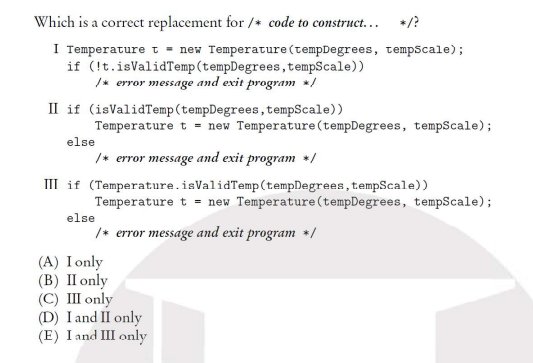 Which is a correct replacement for /* code to construct... */?
I Temperature t = new Temperature(tempDegrees, tempScale);
if (!t.isValidTemp(tempDegrees,tempScale))
/* error message and exit program */
II if (isValidTemp(tempDegrees,tempScale))
Temperature t = new Temperature(tempDegrees, tempScale);
else
/* error message and exit program */
III if (Temperature.isValidTemp(tempDegrees,tempScale))
Temperature t = new Temperature(tempDegrees, tempScale);
else
/* error message and exit program */
(A) I only
(B) II only
(C) III only
(D) I and II only
(E) I and III only